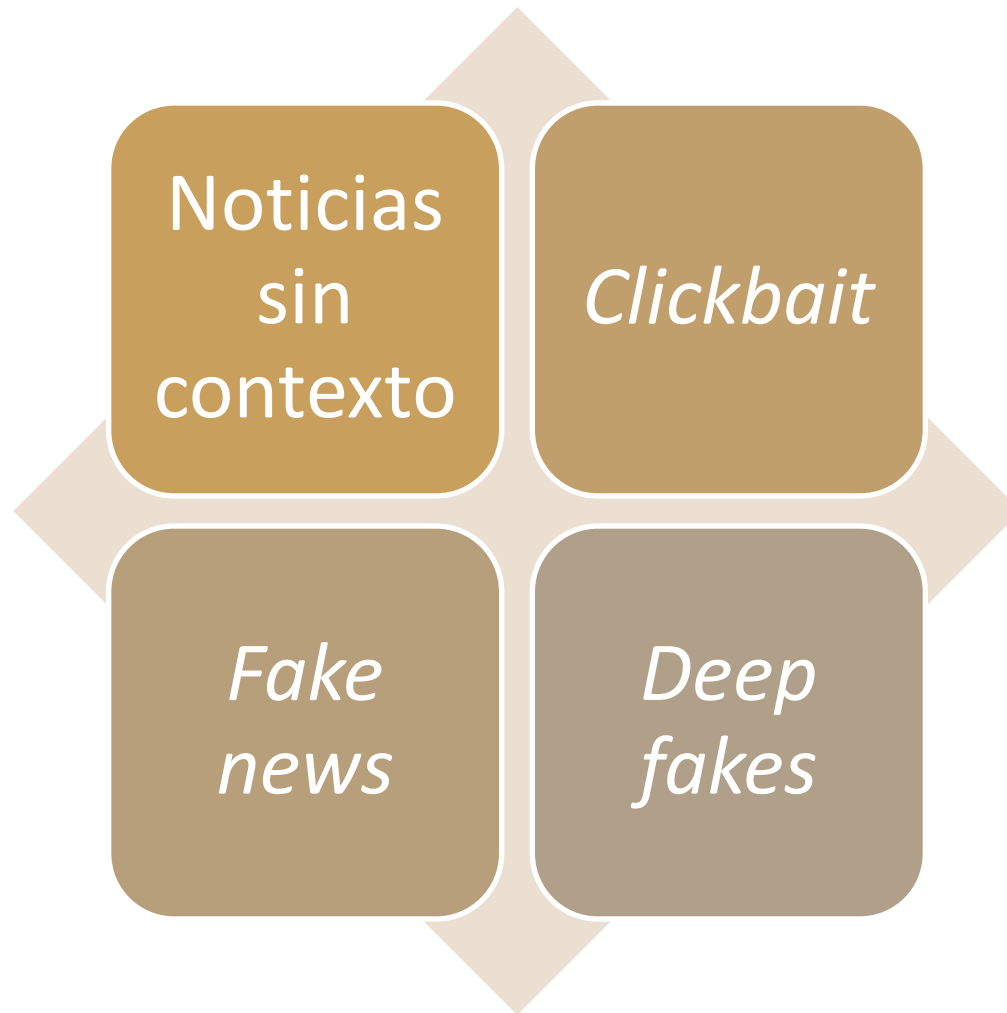 Noticias
sin
contexto
Clickbait
Fake
news
Deep
fakes